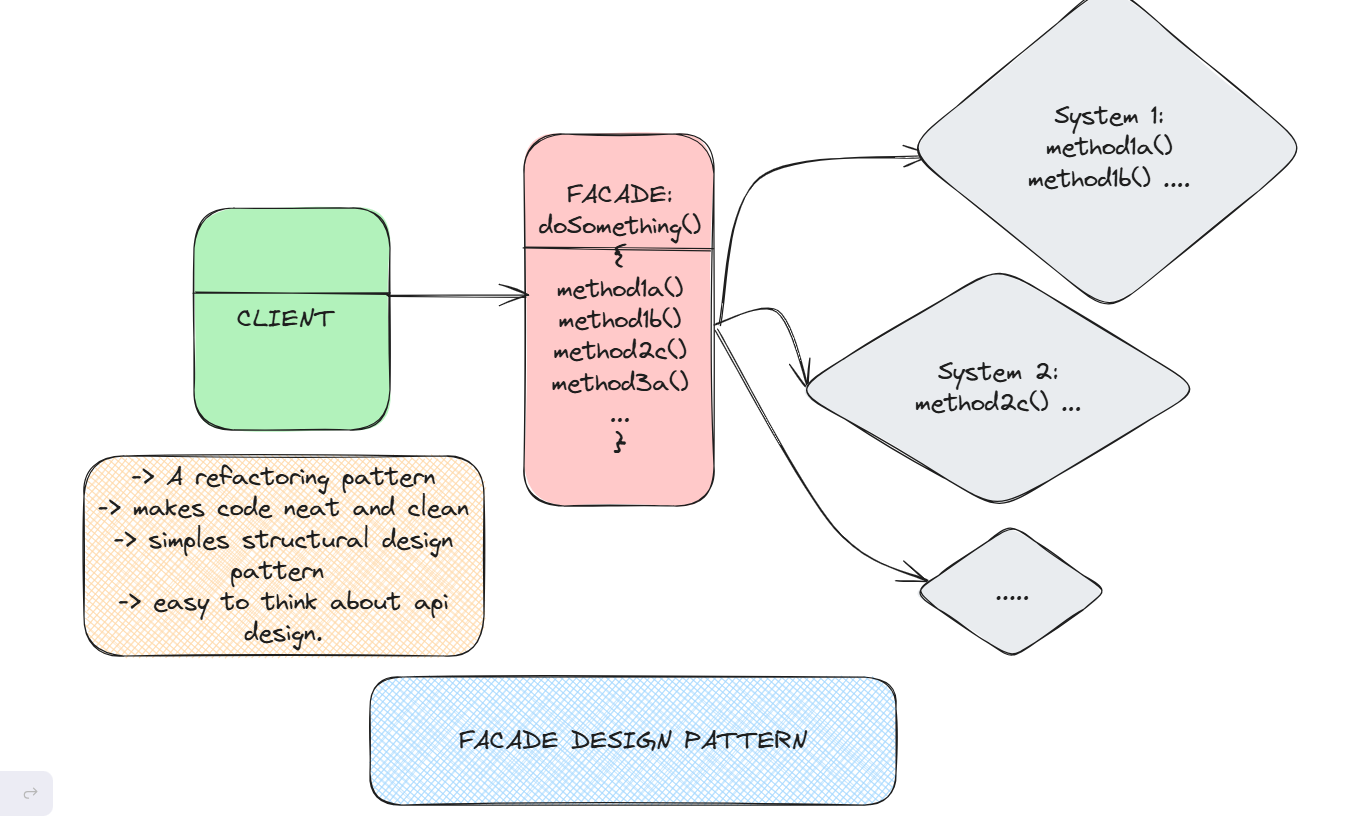 System 1:
method1a()
method1b() ....
FACADE:
doSomething()
{
method1a()
method1b()
method2c()
method3a()
...
}
CLIENT
System 2:
method2c() ...
-> A refactoring pattern
-> makes code neat and clean
-> simples structural design
pattern
-> easy to think about api
design.
.....
FACADE DESIGN PATTERN